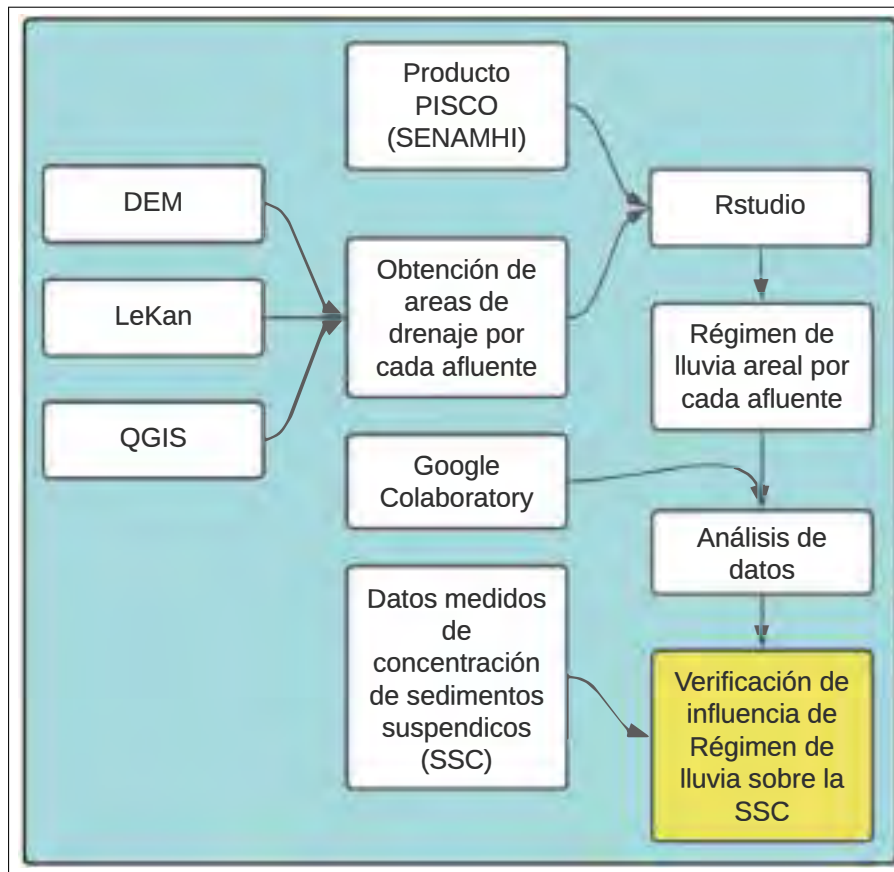 Producto
PISCO
(SENAMHI)
DEM
LeKan
QGIS
Obtención de
areas de
drenaje por
cada afluente
Rstudio
Régimen de
lluvia areal por
cada afluente
Google
Colaboratory
Análisis de
datos
Datos medidos
de
concentración
de sedimentos
suspendicos
(SSC)
Verificación de
influencia de
Régimen de
lluvia sobre la
SSC